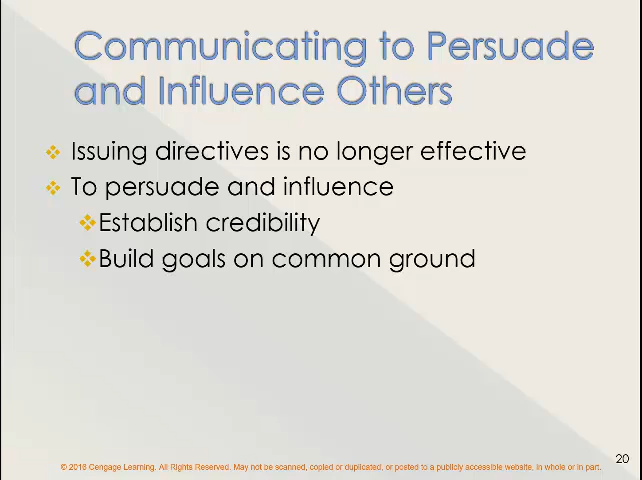 Communicating to Persuade
and Influence Others
Issuing directives is no longer effective
To persuade and influence
Establish credibility
Build goals on common ground
20
© 2016 Cengage Learning. All Rights Reserved. May not be scanned, copied or duplicated, or posted to a publicly accessible website, in whole or in part.